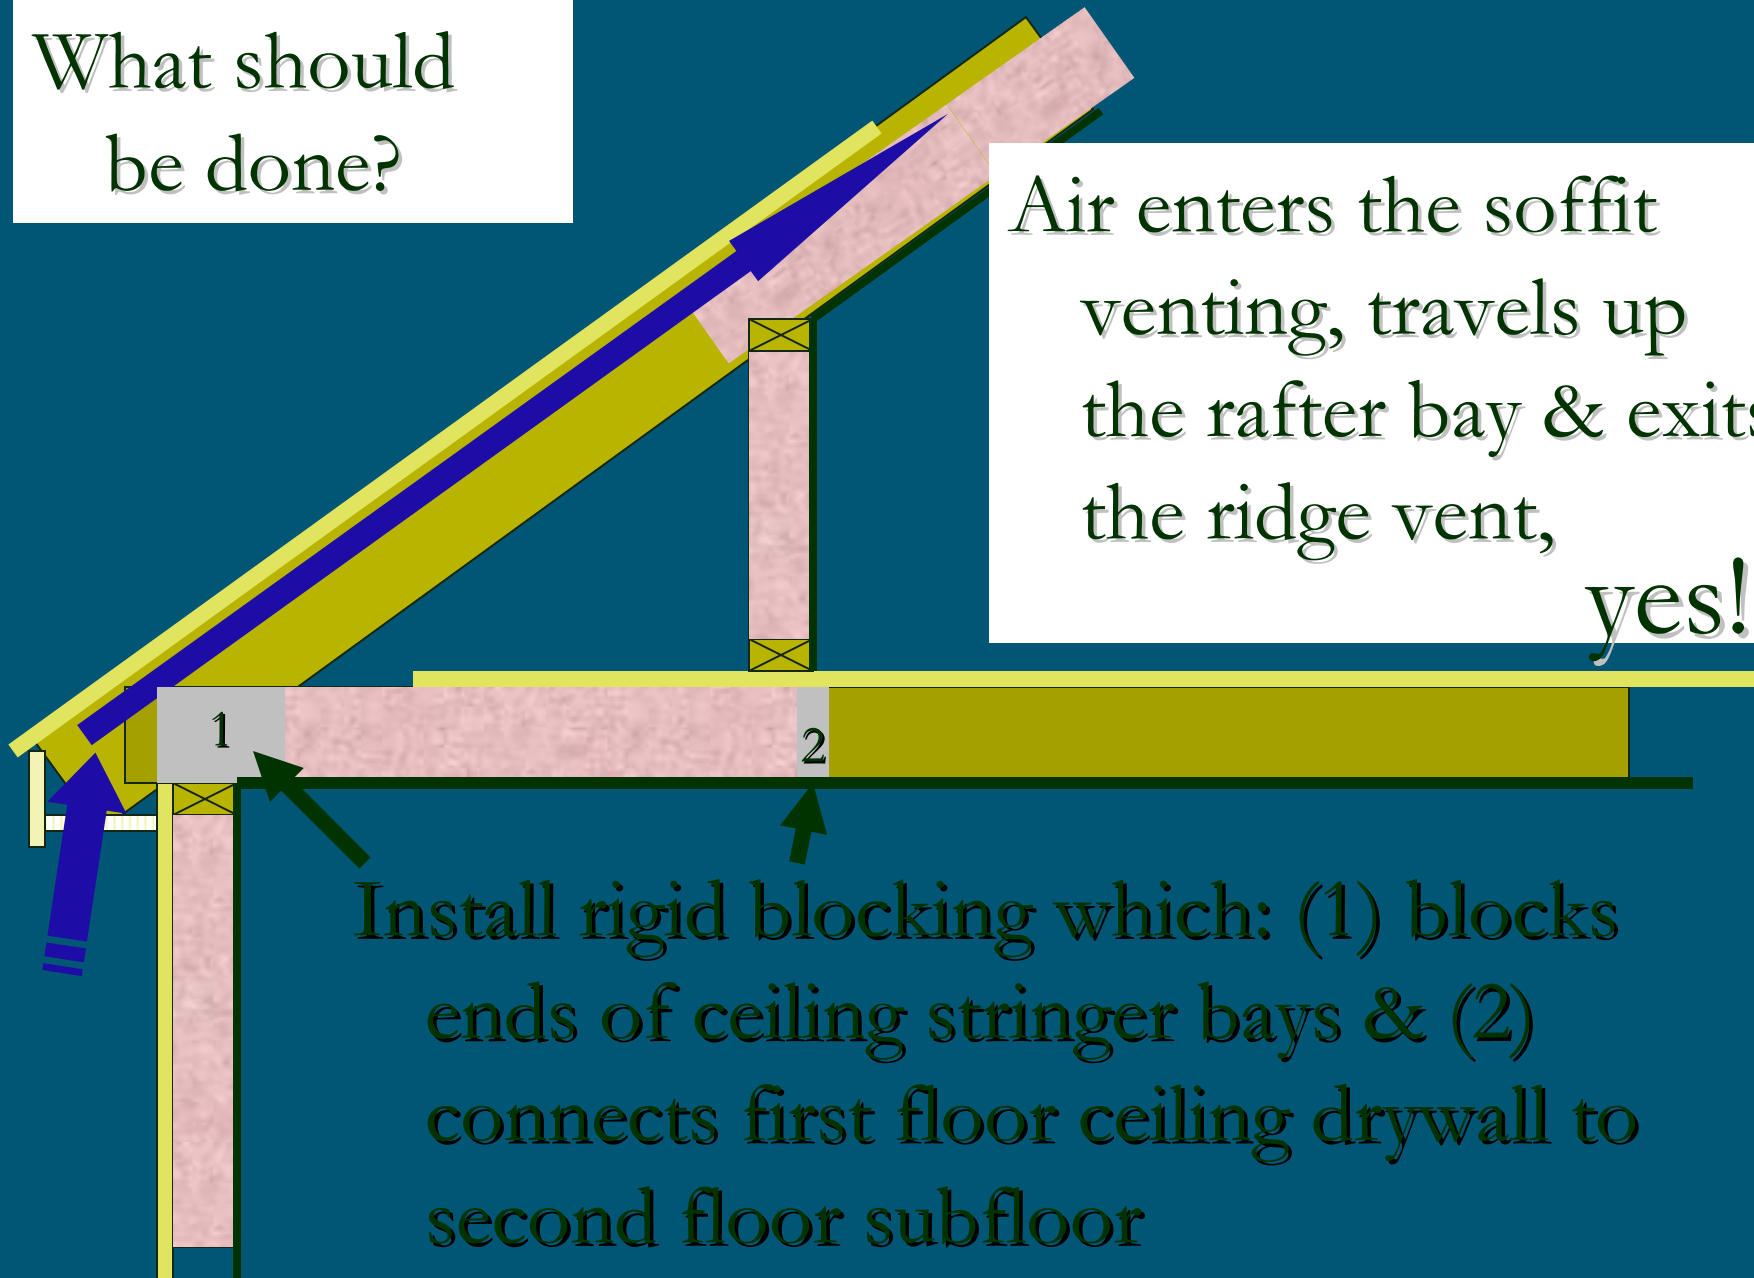 What should
be done?
Air enters the soffit
venting, travels up
the rafter bay & exits
the ridge vent,
yes!
1
2
Install rigid blocking which: (1) blocks
ends of ceiling stringer bays & (2)
connects first floor ceiling drywall to
second floor subfloor